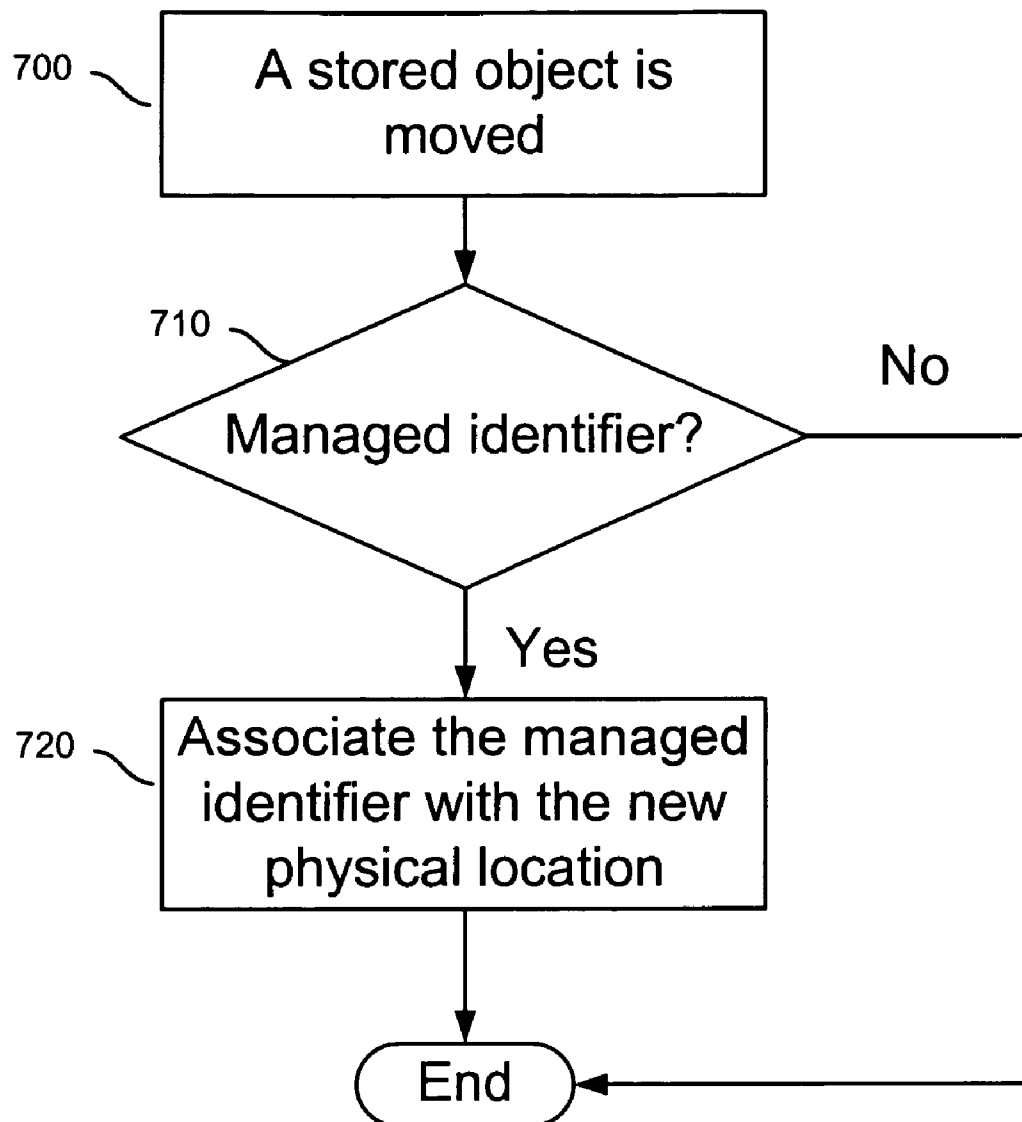 700
A stored object is
moved
710
No
Managed identifier?
Yes
720
Associate the managed
identifier with the new
physical location
End